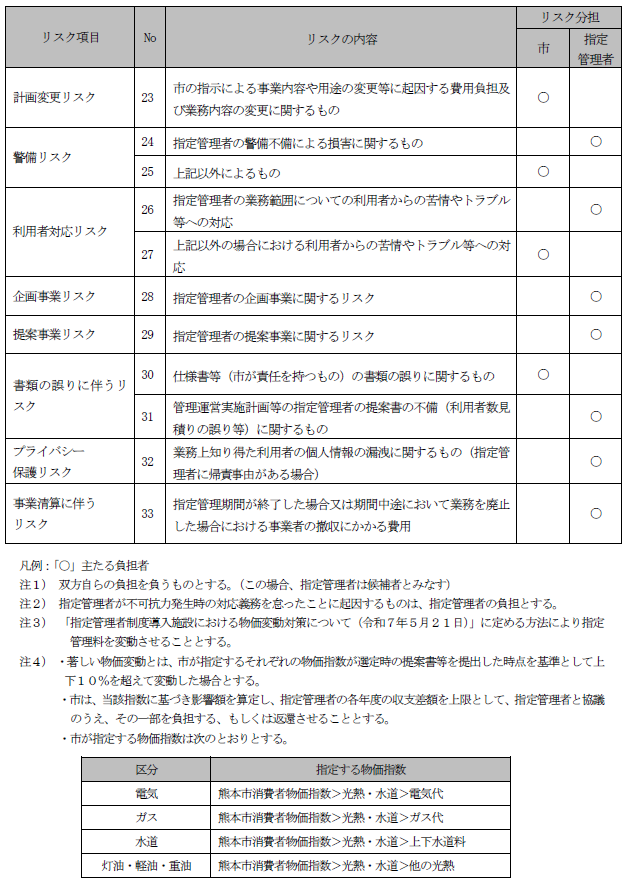 リスク項目 No リスクの内容 リスク分担
市 指定
管理者
計画変更リスク 23 市の指示による事業内容や用途の変更等に起因する費用負担及
び業務内容の変更に関するもの ○
警備リスク 24 指定管理者の警備不備による損害に関するもの ○
25 上記以外によるもの ○
利用者対応リスク 26 指定管理者の業務範囲についての利用者からの苦情やトラブル
等への対応 ○
27 上記以外の場合における利用者からの苦情やトラブル等への対
応 ○
企画事業リスク 28 指定管理者の企画事業に関するリスク ○
提案事業リスク 29 指定管理者の提案事業に関するリスク ○
書類の誤りに伴うリ
スク 30 仕様書等（市が責任を持つもの）の書類の誤りに関するもの ○
31 管理運営実施計画等の指定管理者の提案書の不備（利用者数見
積りの誤り等）に関するもの ○
プライバシー
保護リスク 32 業務上知り得た利用者の個人情報の漏洩に関するもの（指定管
理者に帰責事由がある場合） ○
事業清算に伴う
リスク 33 指定管理期間が終了した場合又は期間中途において業務を廃止
した場合における事業者の撤収にかかる費用 ○
凡例：「○」主たる負担者
注１） 双方自らの負担を負うものとする。（この場合、指定管理者は候補者とみなす）
注２） 指定管理者が不可抗力発生時の対応義務を怠ったことに起因するものは、指定管理者の負担とする。
注３） 「指定管理者制度導入施設における物価変動対策について（令和７年５月２１日）」に定める方法により指定
管理料を変動させることとする。
注４） ・著しい物価変動とは、市が指定するそれぞれの物価指数が選定時の提案書等を提出した時点を基準として上
下１０％を超えて変動した場合とする。
・市は、当該指数に基づき影響額を算定し、指定管理者の各年度の収支差額を上限として、指定管理者と協議
のうえ、その一部を負担する、もしくは返還させることとする。
・市が指定する物価指数は次のとおりとする。
区分 指定する物価指数
電気 熊本市消費者物価指数＞光熱・水道＞電気代
ガス 熊本市消費者物価指数＞光熱・水道＞ガス代
水道 熊本市消費者物価指数＞光熱・水道＞上下水道料
灯油・軽油・重油 熊本市消費者物価指数＞光熱・水道＞他の光熱